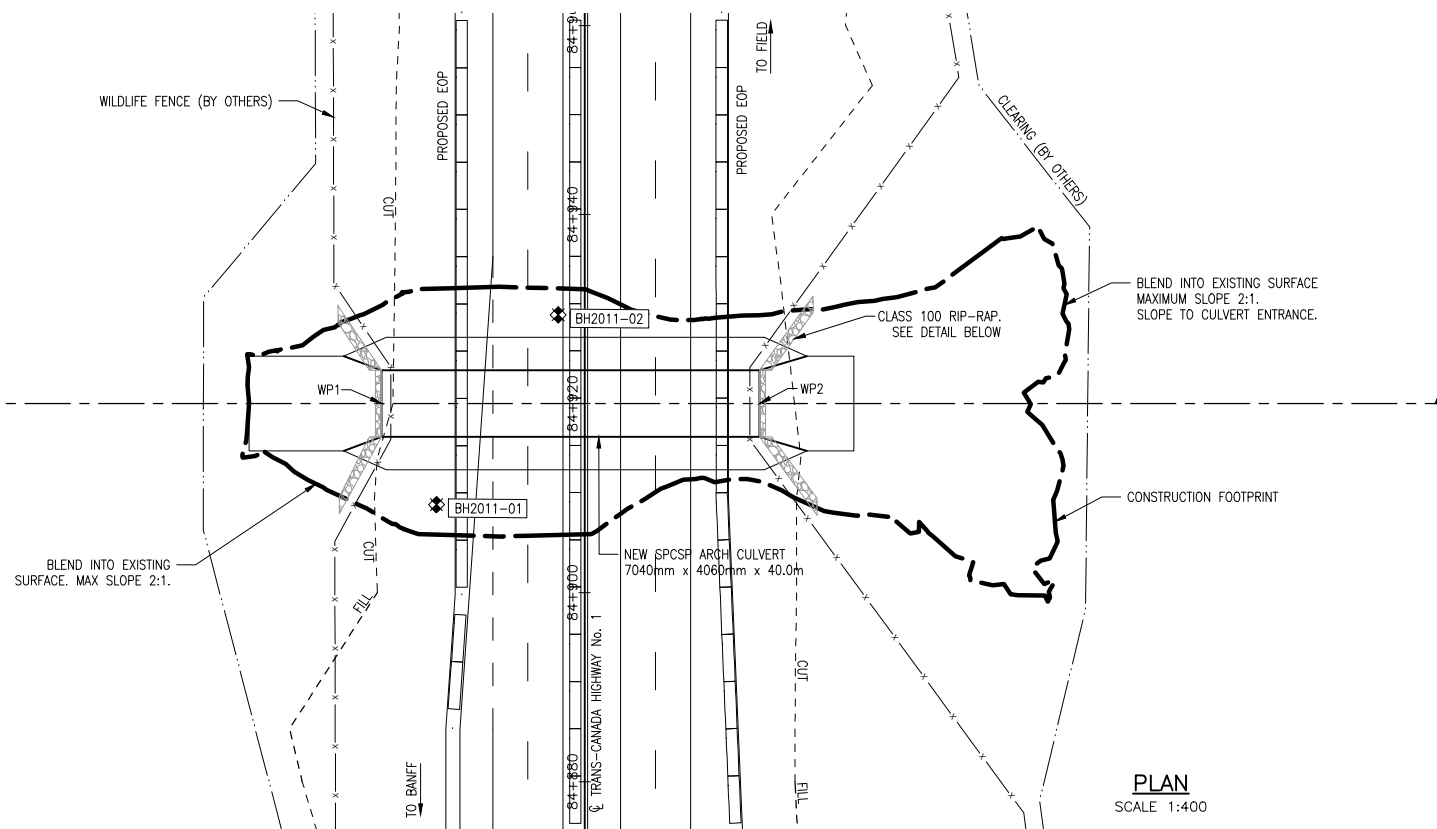 84+960
TO FIELD
WILDLIFE FENCE (BY OTHERS)
PROPOSED EOP
PROPOSED EOP
CLEARING (BY OTHERS)
CUT
84+940
BLEND INTO EXISTING SURFACE
MAXIMUM SLOPE 2:1.
SLOPE TO CULVERT ENTRANCE.
BH2011-02
CLASS 100 RIP-RAP.
SEE DETAIL BELOW
WP1
84+920
WP2
BH2011-01
CONSTRUCTION FOOTPRINT
CUT
NEW SPCSP ARCH CULVERT
7040mm x 4060mm x 40.0m
BLEND INTO EXISTING
SURFACE. MAX SLOPE 2:1.
FILL
84+900
℄ TRANS-CANADA HIGHWAY No. 1
CUT
84+880
TO BANFF
FILL
PLAN
SCALE 1:400